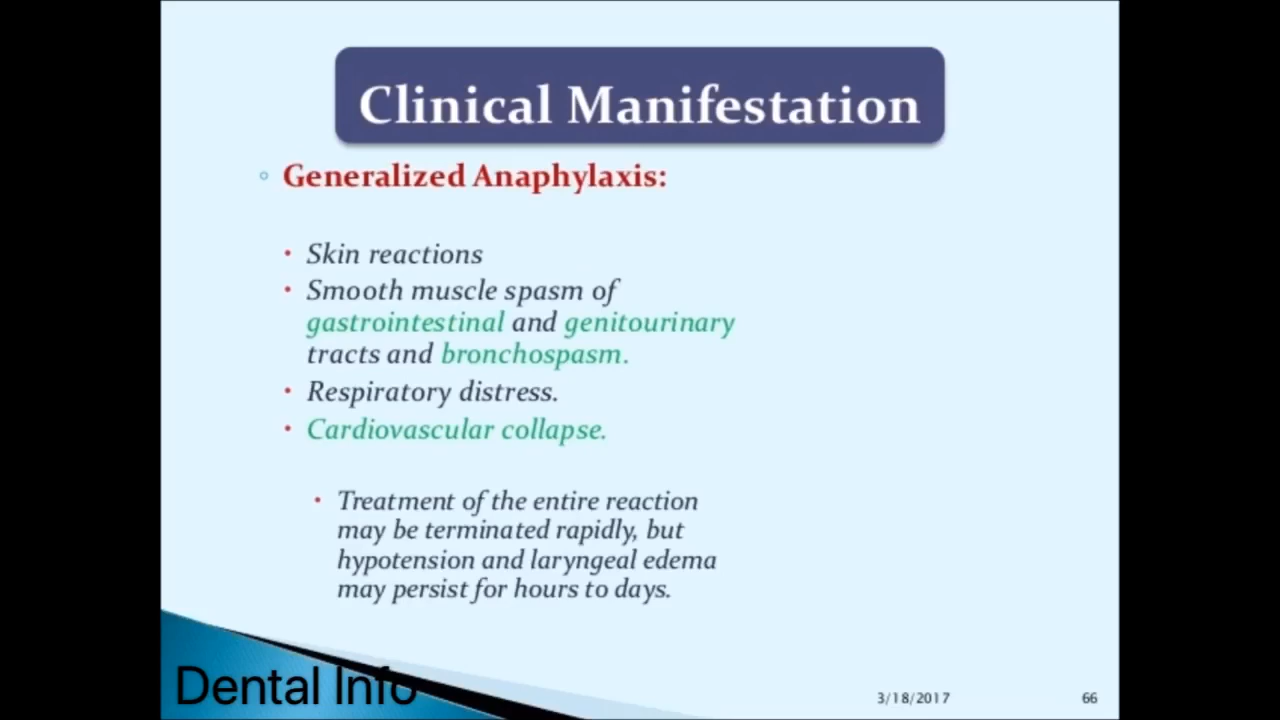 Clinical Manifestation
Generalized Anaphylaxis:
Skin reactions
Smooth muscle spasm of
gastrointestinal and genitourinary
tracts and bronchospasm.
Respiratory distress.
Cardiovascular collapse.
Treatment of the entire reaction
may be terminated rapidly, but
hypotension and laryngeal edema
may persist for hours to days.
Dental Info
3/18/2017
66